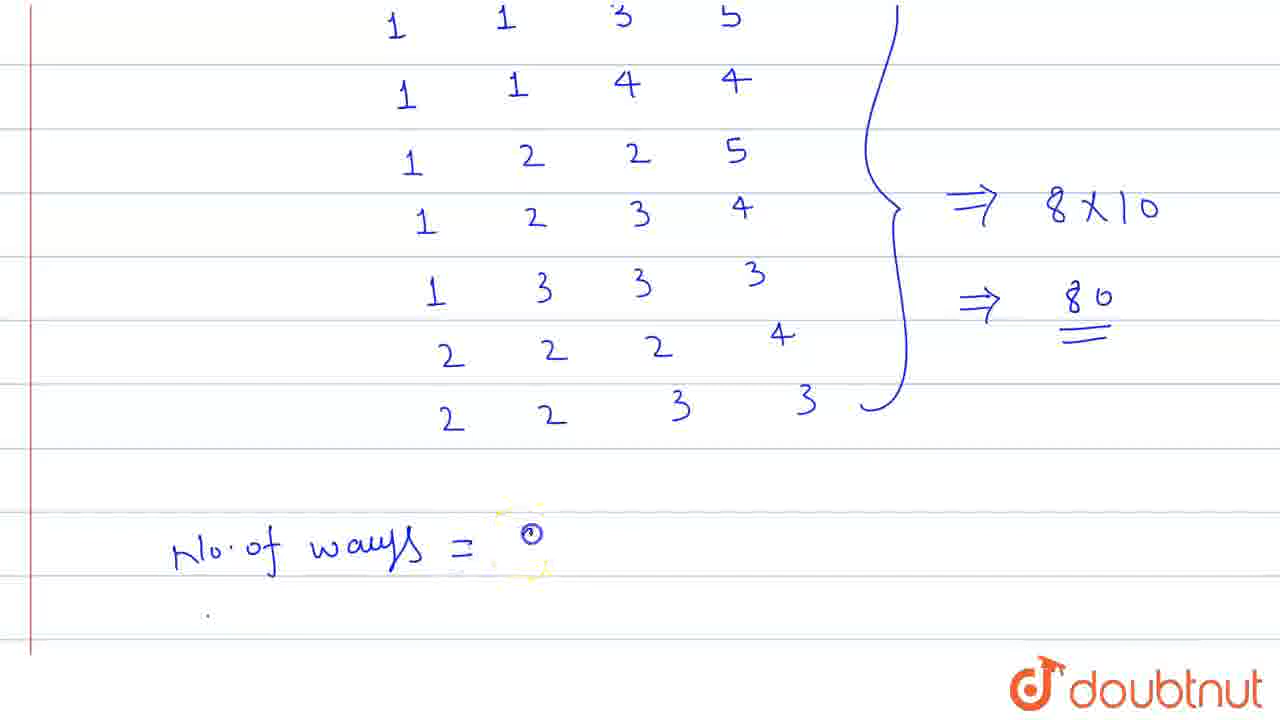 1 1 3 5
1 1 4 4
1 2 2 5
1 2 3 4
⇒ 8 × 10
1 3 3 3
⇒ 80
2 2 2 4
2 2 3 3
No. of ways =
doubtnut